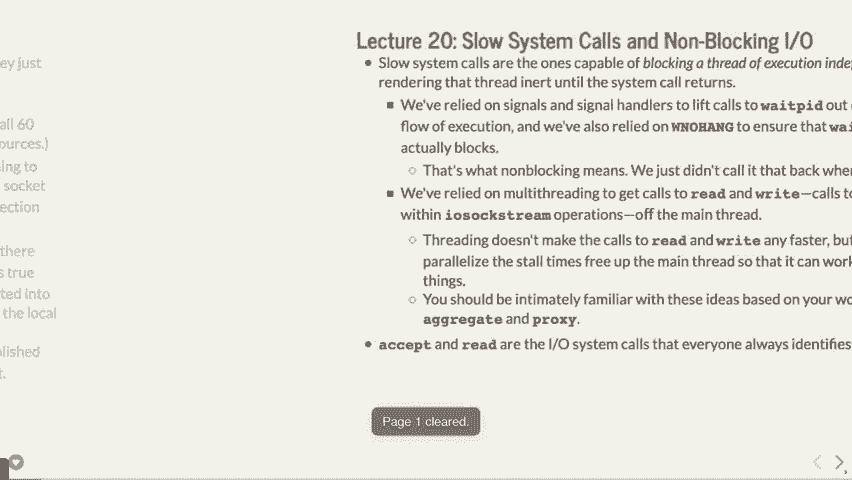 ey just
all 60
ources.)
ing to
socket
ection
there
s true
ted into
the local
lished
t.
Lecture 20: Slow System Calls and Non-Blocking I/O
Slow system calls are the ones capable of blocking a thread of execution inde
rendering that thread inert until the system call returns.
We've relied on signals and signal handlers to lift calls to waitpid out
flow of execution, and we've also relied on WNOHANG to ensure that wai
actually blocks.
That's what nonblocking means. We just didn't call it that back whe
We've relied on multithreading to get calls to read and write—calls to
within iosockstream operations—off the main thread.
Threading doesn't make the calls to read and write any faster, but
parallelize the stall times free up the main thread so that it can work
things.
You should be intimately familiar with these ideas based on your wo
aggregate and proxy.
accept and read are the I/O system calls that everyone always identifies
Page 1 cleared.